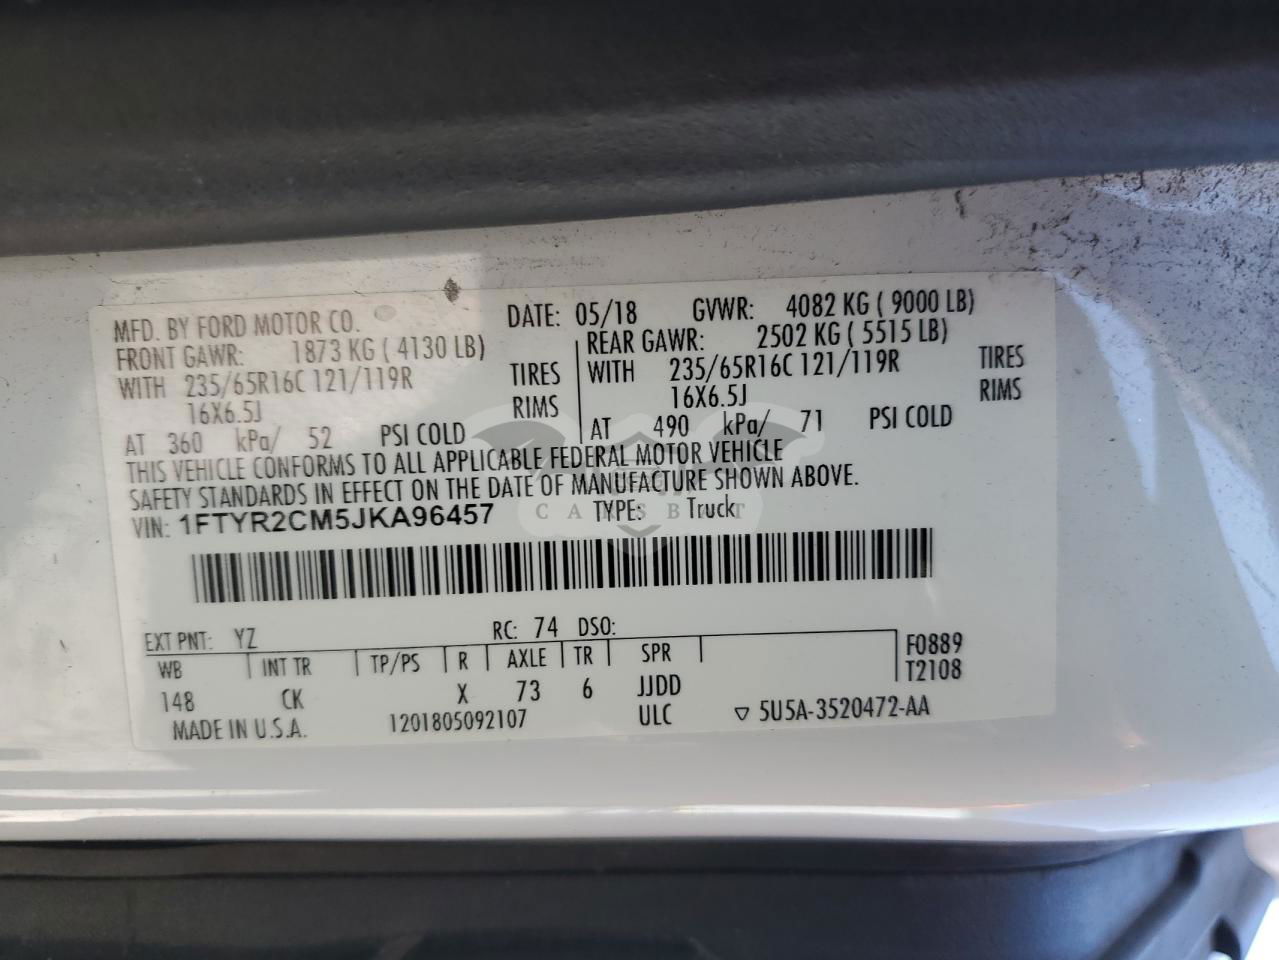 MFD. BY FORD MOTOR CO. DATE: 05/18 GVWR: 4082 KG ( 9000 LB)
FRONT GAWR: 1873 KG ( 4130 LB) REAR GAWR: 2502 KG ( 5515 LB)
WITH 235/65R16C 121/119R TIRES WITH 235/65R16C 121/119R TIRES
16X6.5J RIMS 16X6.5J RIMS
AT 360 kPa/ 52 PSI COLD AT 490 kPa/ 71 PSI COLD
THIS VEHICLE CONFORMS TO ALL APPLICABLE FEDERAL MOTOR VEHICLE
SAFETY STANDARDS IN EFFECT ON THE DATE OF MANUFACTURE SHOWN ABOVE.
VIN: 1FTYR2CM5JKA96457 TYPE: Truck
EXT PNT: YZ RC: 74 DSO:
WB INT TR TP/PS R AXLE TR SPR F0889
148 CK X 73 6 JJDD T2108
MADE IN U.S.A. 1201805092107 ULC ▽ 5U5A-3520472-AA